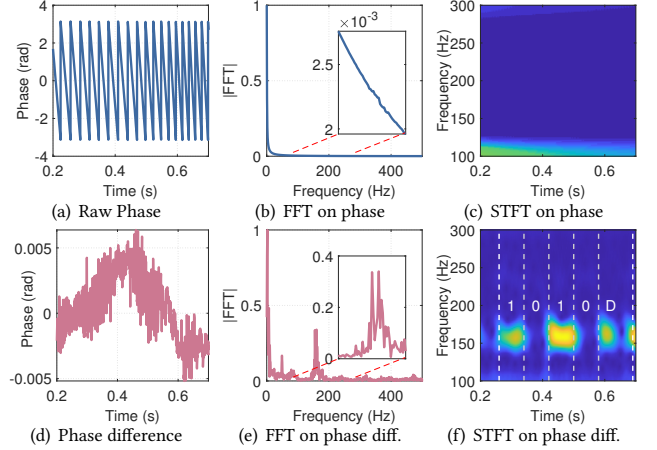 4
2
0
-2
-4
0.2 0.4 0.6
Phase (rad)
Time (s)
(a) Raw Phase
1
0.5
0
0 200 400
|FFT|
×10⁻³
2.5
2
Frequency (Hz)
(b) FFT on phase
300
250
200
150
100
0.2 0.4 0.6
Frequency (Hz)
Time (s)
(c) STFT on phase
0.005
0
-0.005
0.2 0.4 0.6
Phase (rad)
Time (s)
(d) Phase difference
1
0.5
0
0 200 400
|FFT|
0.4
0.2
0.0
Frequency (Hz)
(e) FFT on phase diff.
300
250
200
150
100
0.2 0.4 0.6
Frequency (Hz)
1 0 1 0 D
Time (s)
(f) STFT on phase diff.